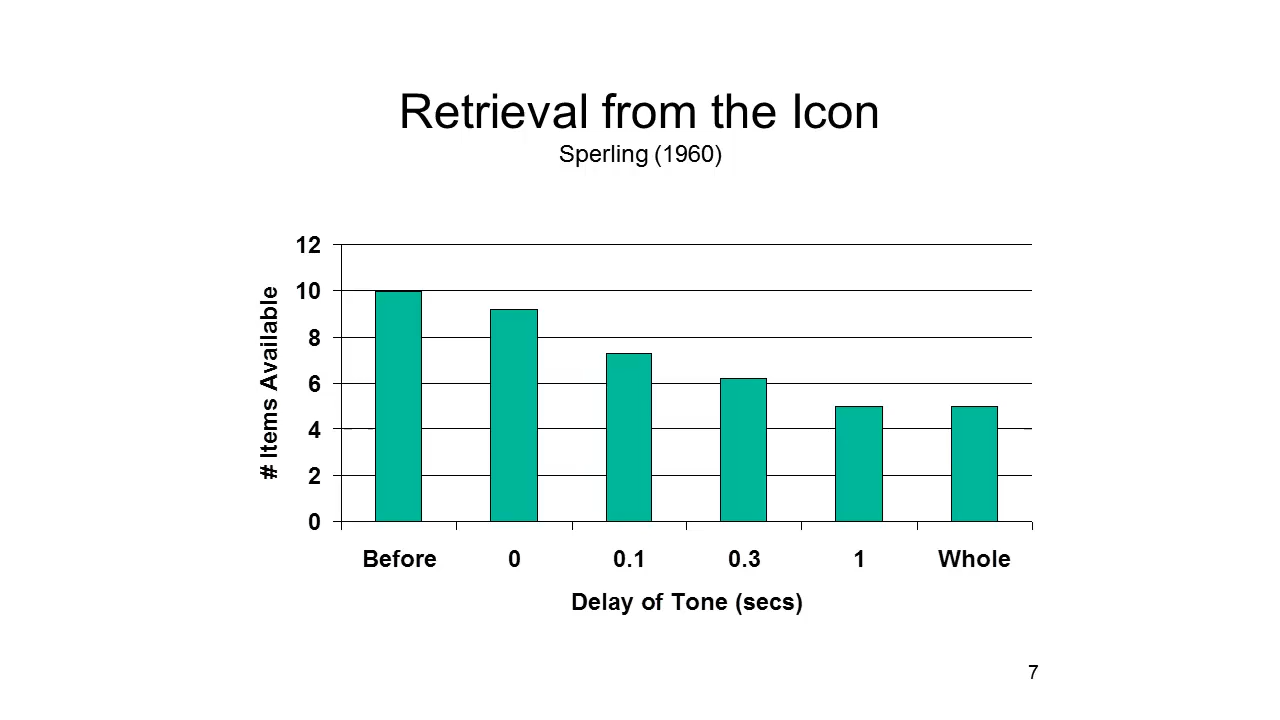 Retrieval from the Icon
Sperling (1960)
# Items Available
12
10
8
6
4
2
0
Before 0 0.1 0.3 1 Whole
Delay of Tone (secs)
7